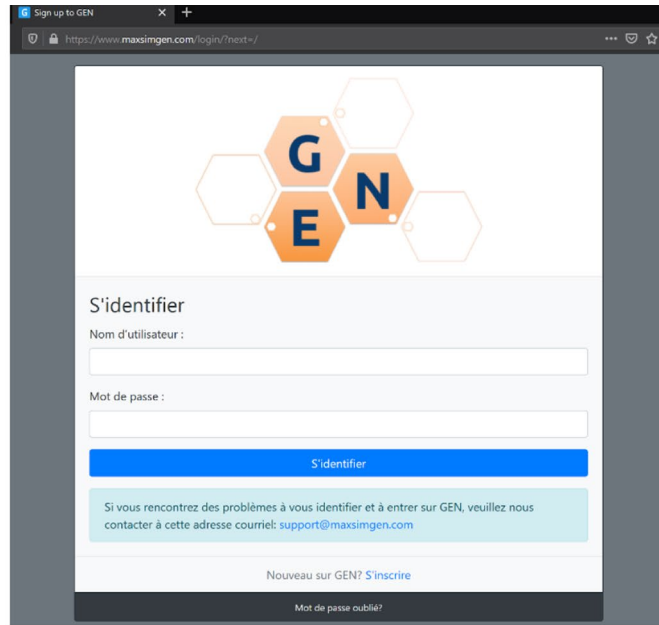 G Sign up to GEN
https://www.maxsimgen.com/login/?next=/
G
N
E
S'identifier
Nom d'utilisateur :
Mot de passe :
S'identifier
Si vous rencontrez des problèmes à vous identifier et à entrer sur GEN, veuillez nous
contacter à cette adresse courriel: support@maxsimgen.com
Nouveau sur GEN? S'inscrire
Mot de passe oublié?